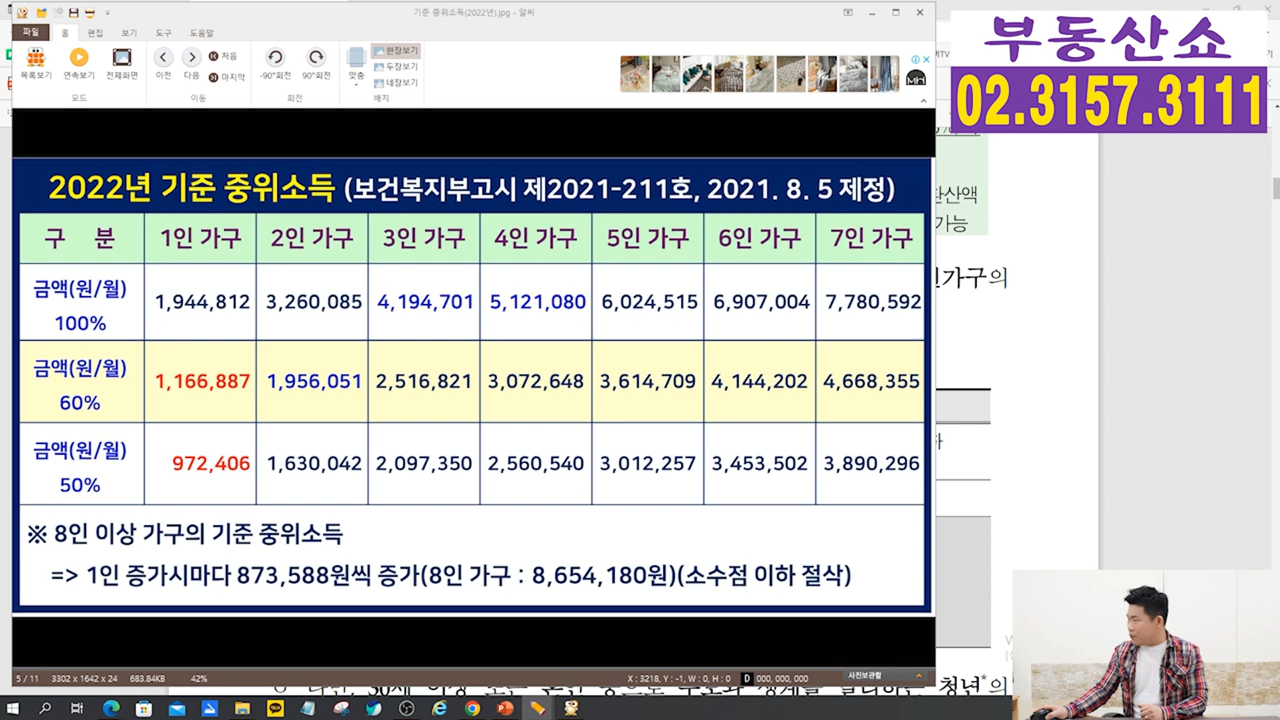 기준 중위소득(2022년).jpg - 알씨
파일 홈 편집 보기 도구 도움말
목록보기 연속보기 전체화면 이전 다음 처음 마지막 -90°회전 90°회전 맞춤 한장보기 두장보기 네장보기
모드 이동 회전 배치
부동산쇼
02.3157.3111
2022년 기준 중위소득 (보건복지부고시 제2021-211호, 2021. 8. 5 제정)
구 분 1인 가구 2인 가구 3인 가구 4인 가구 5인 가구 6인 가구 7인 가구
금액(원/월)
100%
1,944,812 3,260,085 4,194,701 5,121,080 6,024,515 6,907,004 7,780,592
금액(원/월)
60%
1,166,887 1,956,051 2,516,821 3,072,648 3,614,709 4,144,202 4,668,355
금액(원/월)
50%
972,406 1,630,042 2,097,350 2,560,540 3,012,257 3,453,502 3,890,296
※ 8인 이상 가구의 기준 중위소득
=> 1인 증가시마다 873,588원씩 증가(8인 가구 : 8,654,180원)(소수점 이하 절삭)
환산액
가능
인가구의
5 / 11 3302 x 1642 x 24 683.84KB 42% X : 3218, Y : -1, W : 0, H : 0 D 000, 000, 000 사진보관함
청년*의